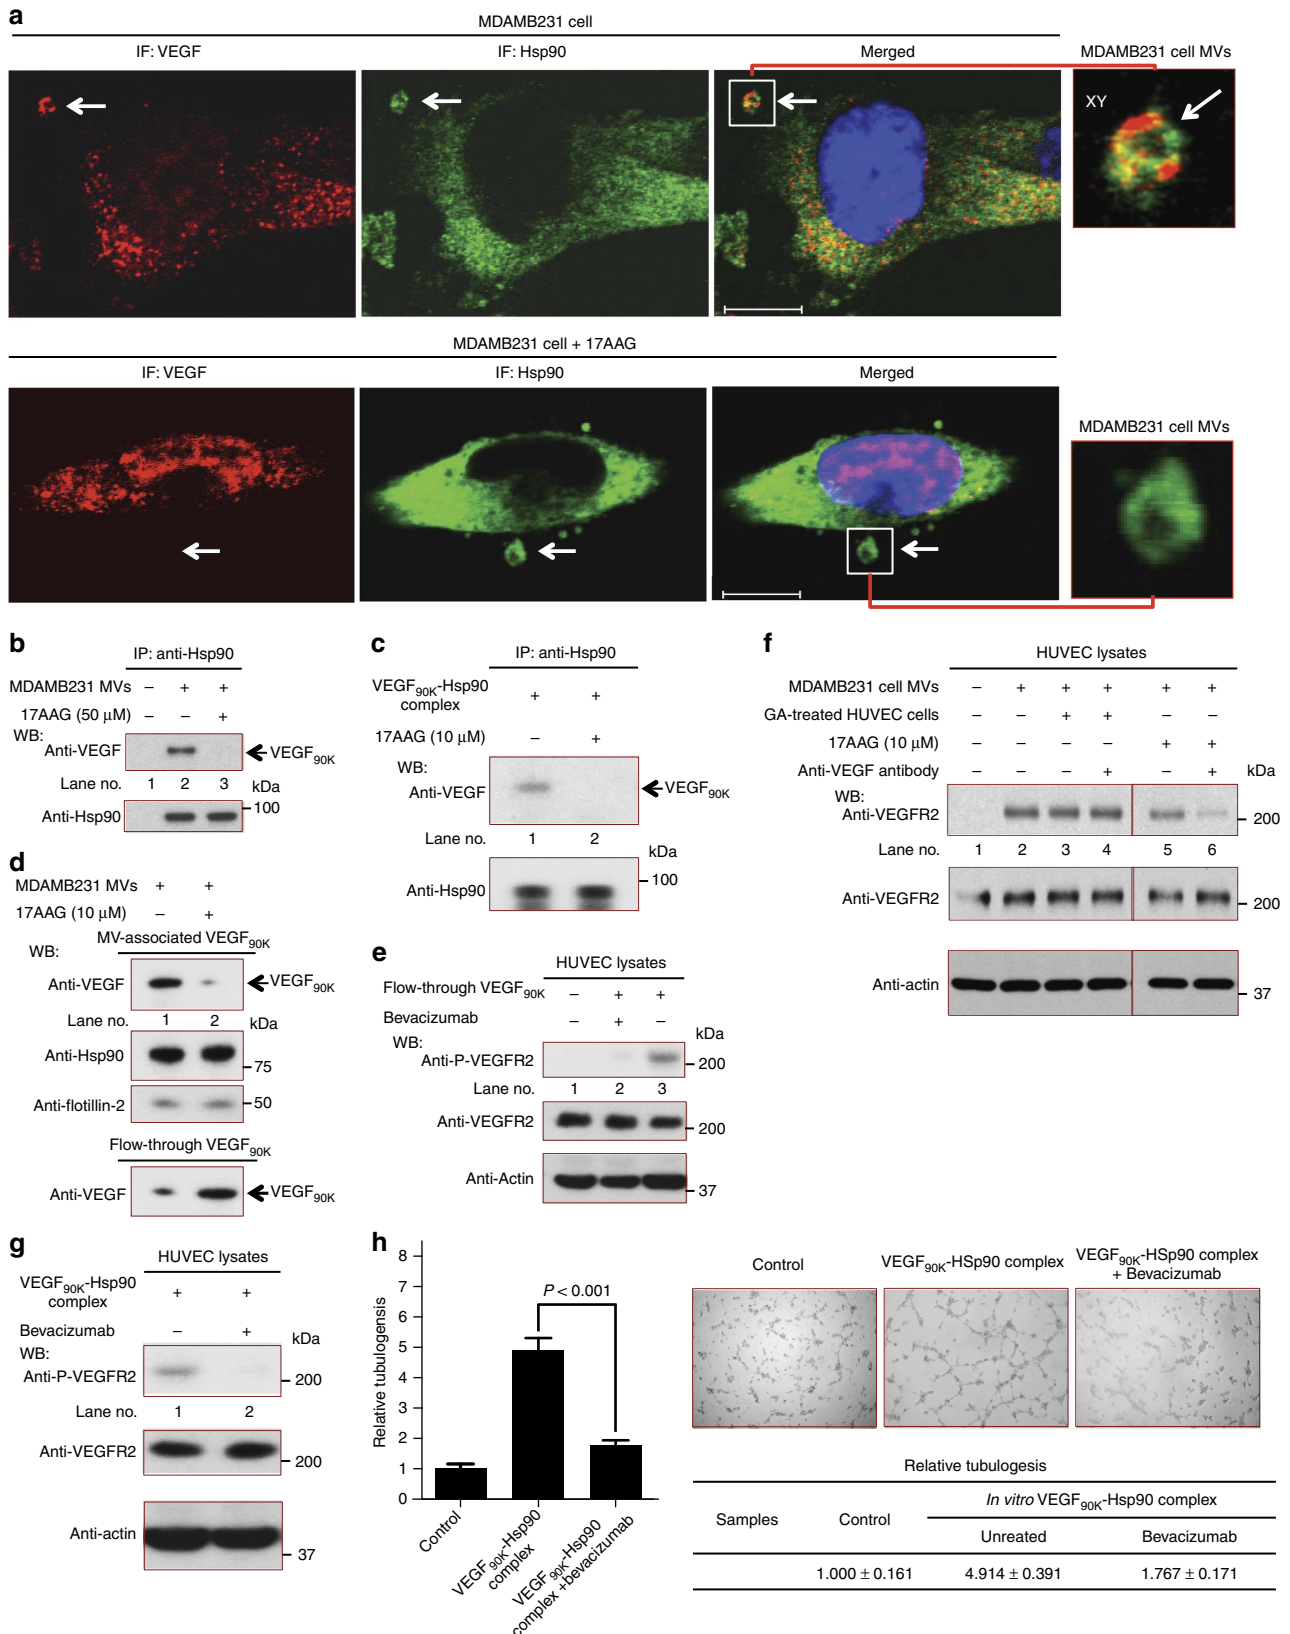 a
MDAMB231 cell
IF: VEGF
IF: Hsp90
Merged
MDAMB231 cell MVs
XY
MDAMB231 cell + 17AAG
IF: VEGF
IF: Hsp90
Merged
MDAMB231 cell MVs
b
IP: anti-Hsp90
MDAMB231 MVs – + +
17AAG (50 μM) – – +
WB:
Anti-VEGF
VEGF90K
Lane no. 1 2 3 kDa
Anti-Hsp90
100
c
IP: anti-Hsp90
VEGF90K-Hsp90
complex
+ +
17AAG (10 μM) – +
WB:
Anti-VEGF
VEGF90K
Lane no. 1 2
kDa
Anti-Hsp90
100
d
MDAMB231 MVs + +
17AAG (10 μM) – +
MV-associated VEGF90K
WB:
Anti-VEGF
VEGF90K
Lane no. 1 2 kDa
Anti-Hsp90
75
Anti-flotillin-2
50
Flow-through VEGF90K
Anti-VEGF
VEGF90K
e
HUVEC lysates
Flow-through VEGF90K – + +
Bevacizumab – + –
WB:
kDa
Anti-P-VEGFR2
200
Lane no. 1 2 3
Anti-VEGFR2
200
Anti-Actin
37
f
HUVEC lysates
MDAMB231 cell MVs – + + + + +
GA-treated HUVEC cells – – + + – –
17AAG (10 μM) – – – – + +
Anti-VEGF antibody – – – + – + kDa
WB:
Anti-VEGFR2
200
Lane no. 1 2 3 4 5 6
Anti-VEGFR2
200
Anti-actin
37
g
HUVEC lysates
VEGF90K-Hsp90
complex
+ +
Bevacizumab – +
WB:
kDa
Anti-P-VEGFR2
200
Lane no. 1 2
Anti-VEGFR2
200
Anti-actin
37
h
8
7
6
5
4
3
2
1
0
Relative tubulogensis
P < 0.001
Control
VEGF90K-Hsp90
complex
VEGF90K-Hsp90
complex +bevacizumab
Control
VEGF90K-HSp90 complex
VEGF90K-HSp90 complex
+ Bevacizumab
Relative tubulogesis
Samples
Control
In vitro VEGF90K-Hsp90 complex
Unreated
Bevacizumab
1.000 ± 0.161 4.914 ± 0.391 1.767 ± 0.171